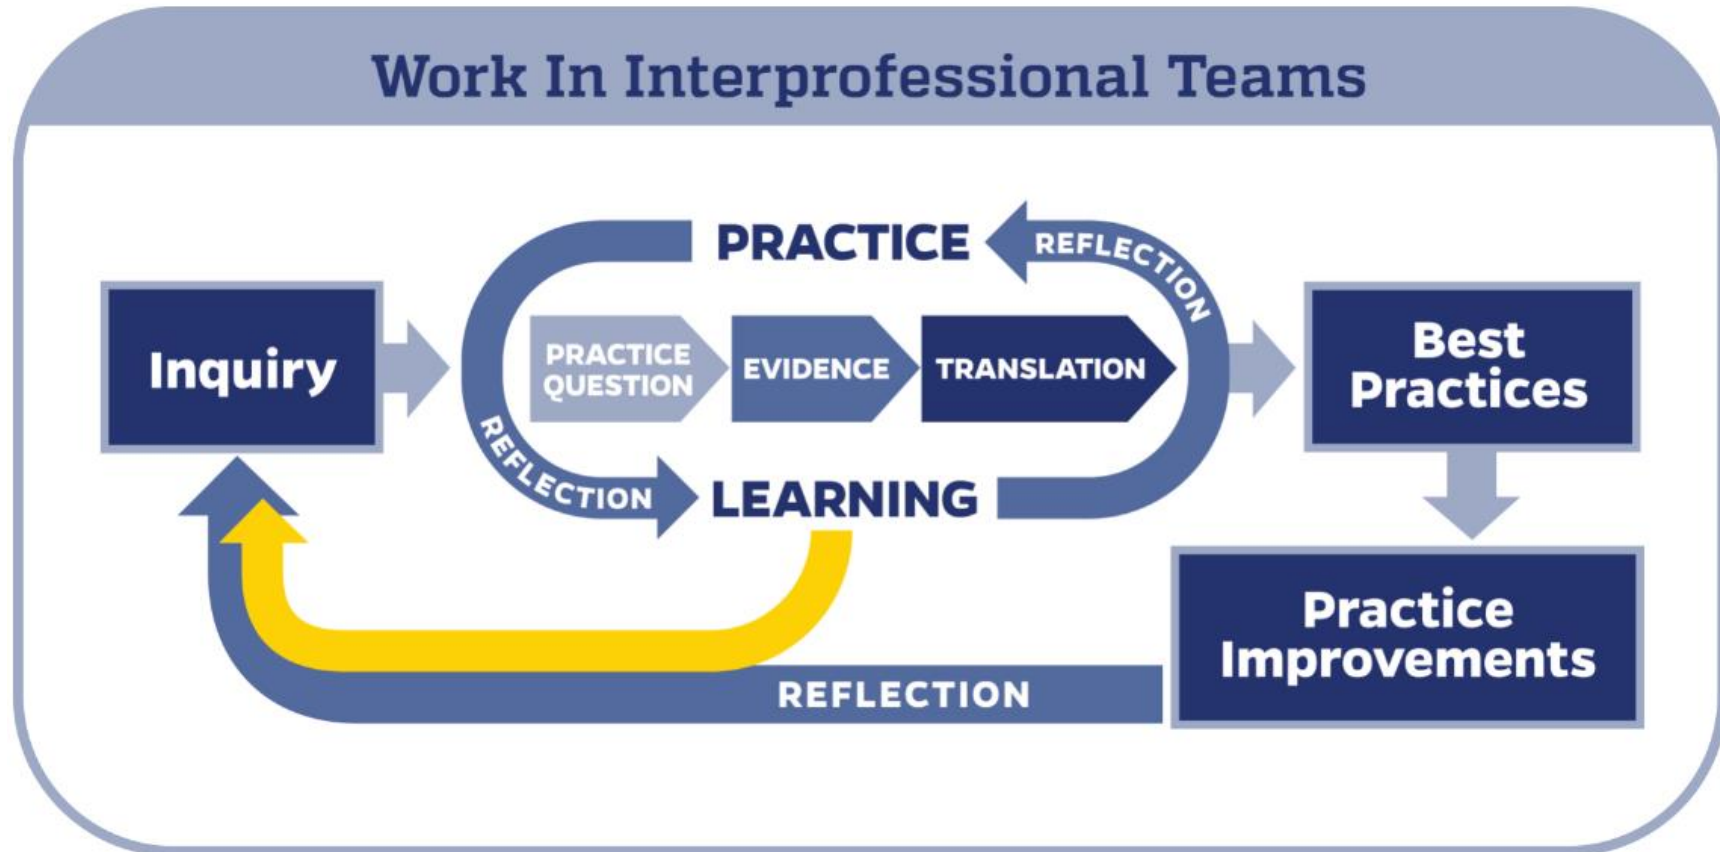 Work In Interprofessional Teams
PRACTICE
REFLECTION
Inquiry
PRACTICE
QUESTION
EVIDENCE
TRANSLATION
Best
Practices
REFLECTION
LEARNING
Practice
Improvements
REFLECTION